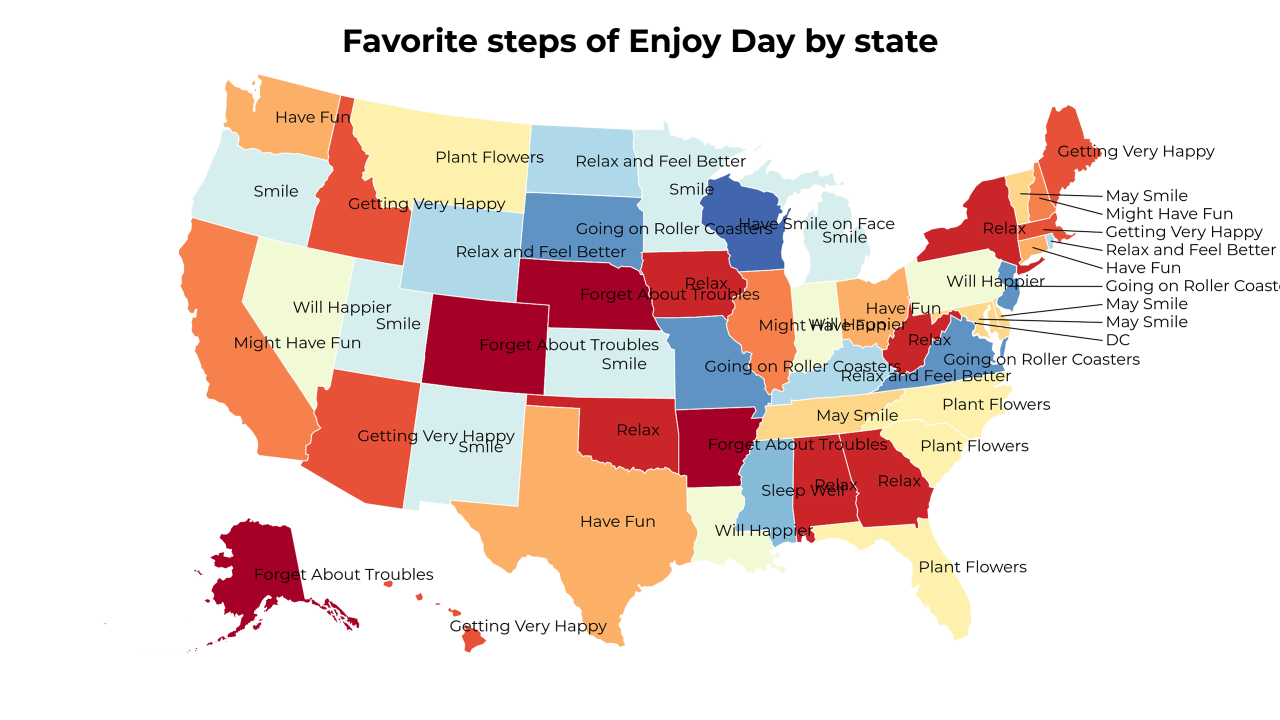 Favorite steps of Enjoy Day by state
Have Fun
Getting Very Happy
Plant Flowers
Relax and Feel Better
Smile
Smile
May Smile
Getting Very Happy
Might Have Fun
Have Smile on Face
Going on Roller Coasters
Relax
Getting Very Happy
Smile
Relax and Feel Better
Relax and Feel Better
Have Fun
Will Happier
Relax
Going on Roller Coast
Forget About Troubles
Will Happier
Have Fun
May Smile
Smile
Might Have Fun
Will Happier
May Smile
Relax
DC
Might Have Fun
Forget About Troubles
Smile
Going on Roller Coasters
Going on Roller Coasters
Relax and Feel Better
Plant Flowers
May Smile
Relax
Getting Very Happy
Smile
Forget About Troubles
Plant Flowers
Relax
Relax
Sleep Well
Have Fun
Will Happier
Plant Flowers
Forget About Troubles
Getting Very Happy